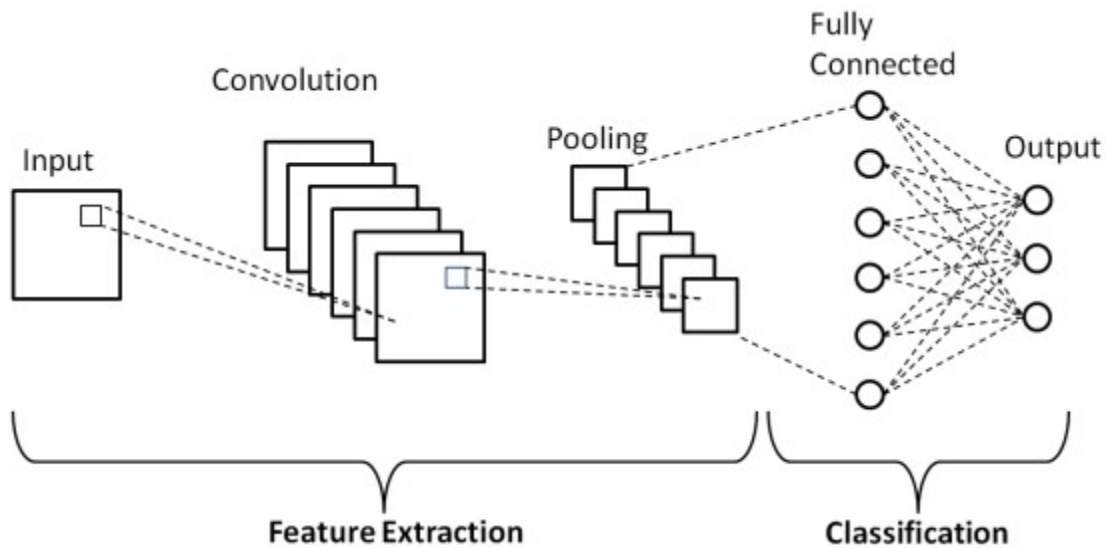 Input
Convolution
Pooling
Fully
Connected
Output
Feature Extraction
Classification